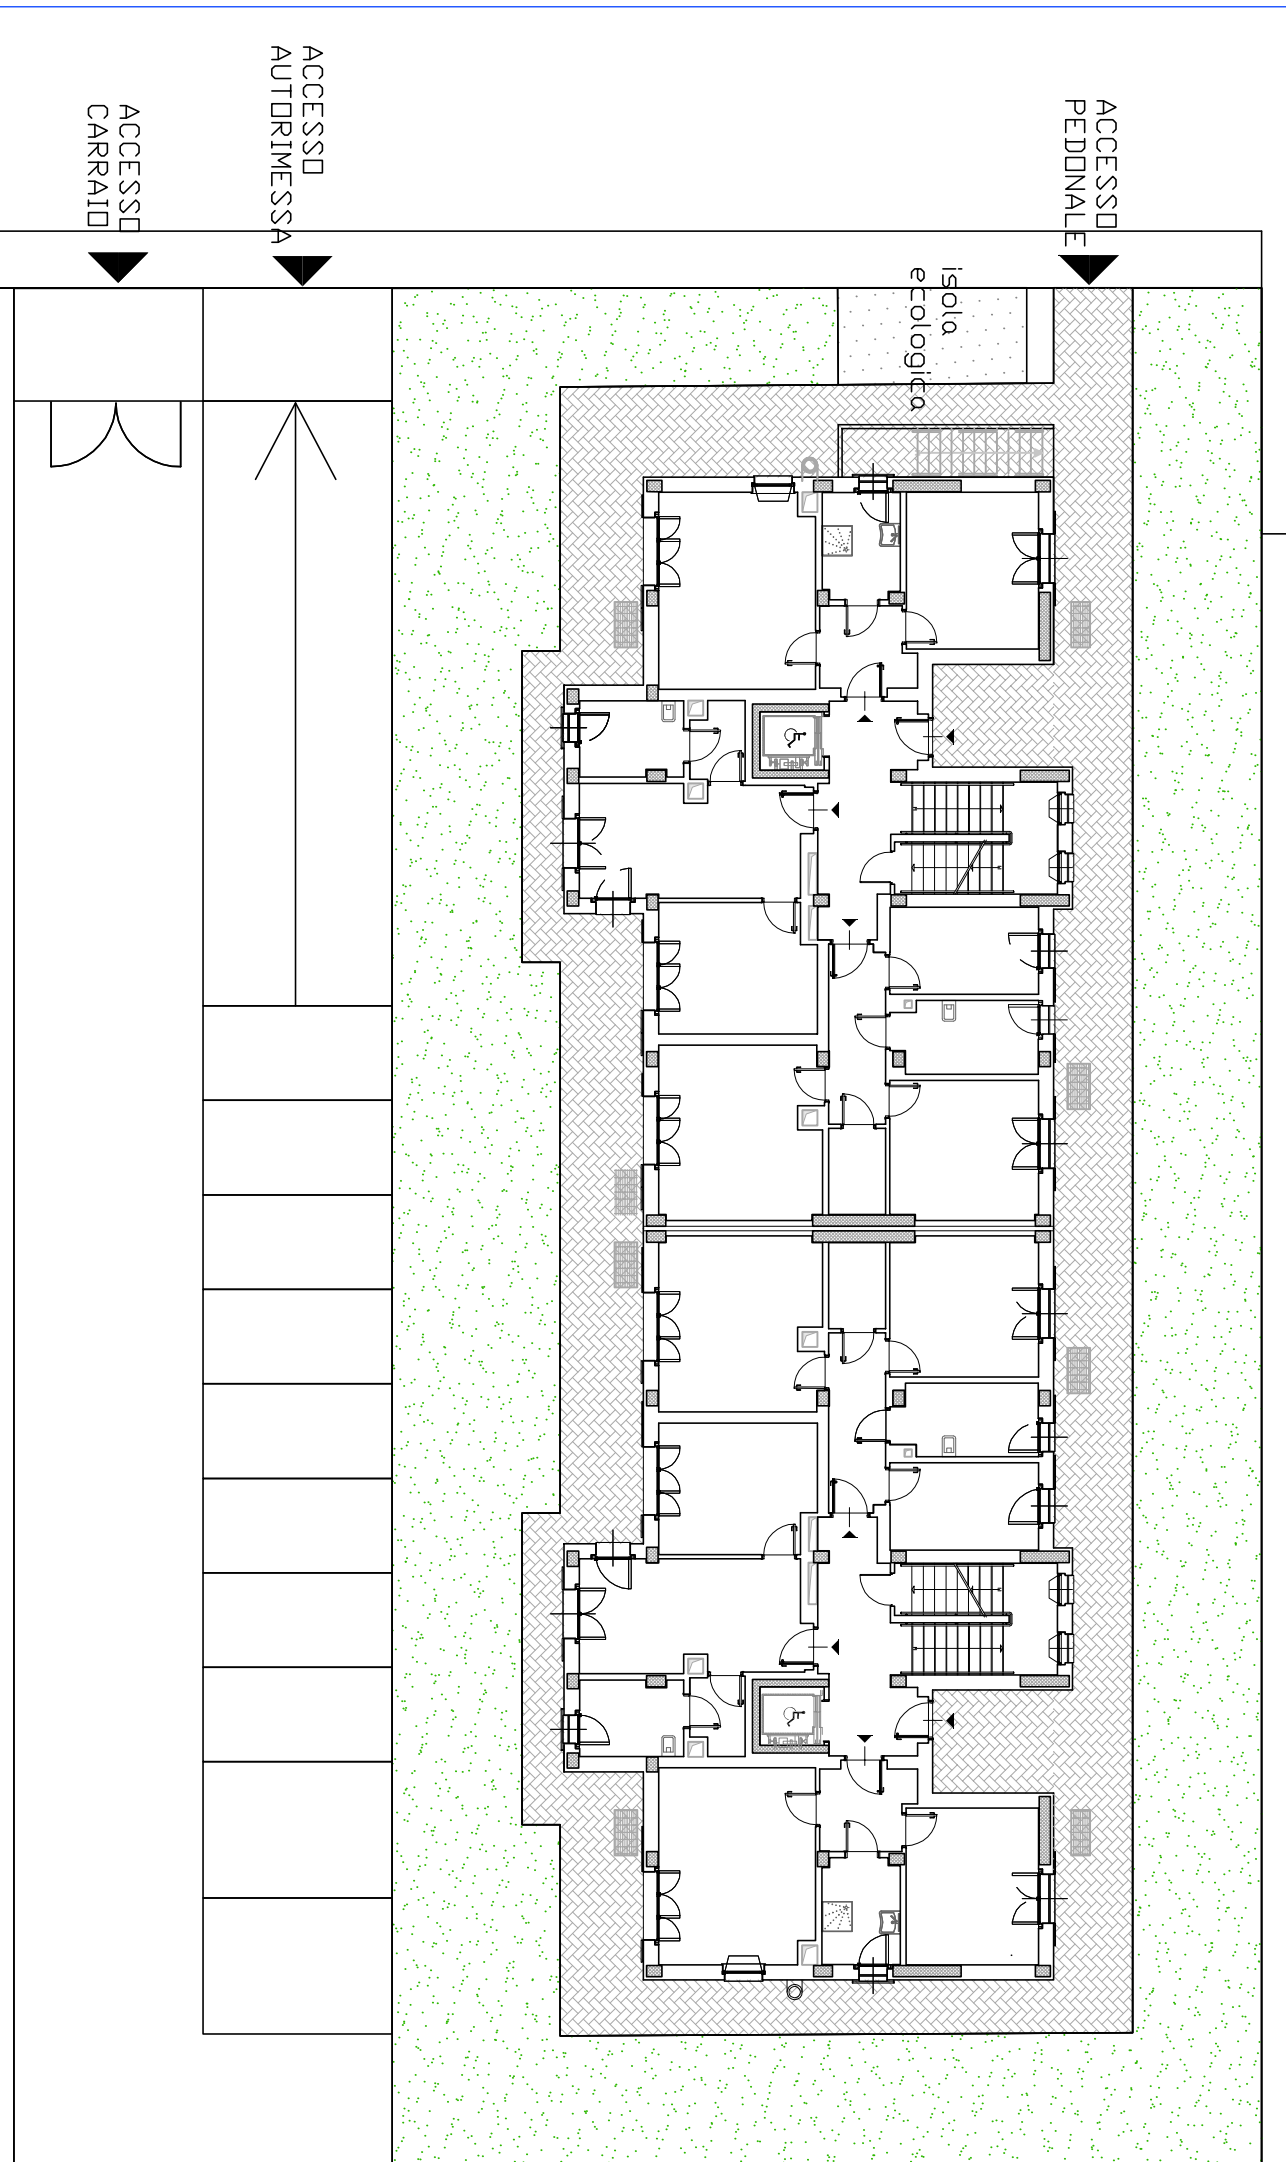 ACCESSO
CARRAIO
ACCESSO
AUTORIMESSA
isola
ecologica
ACCESSO
PEDONALE